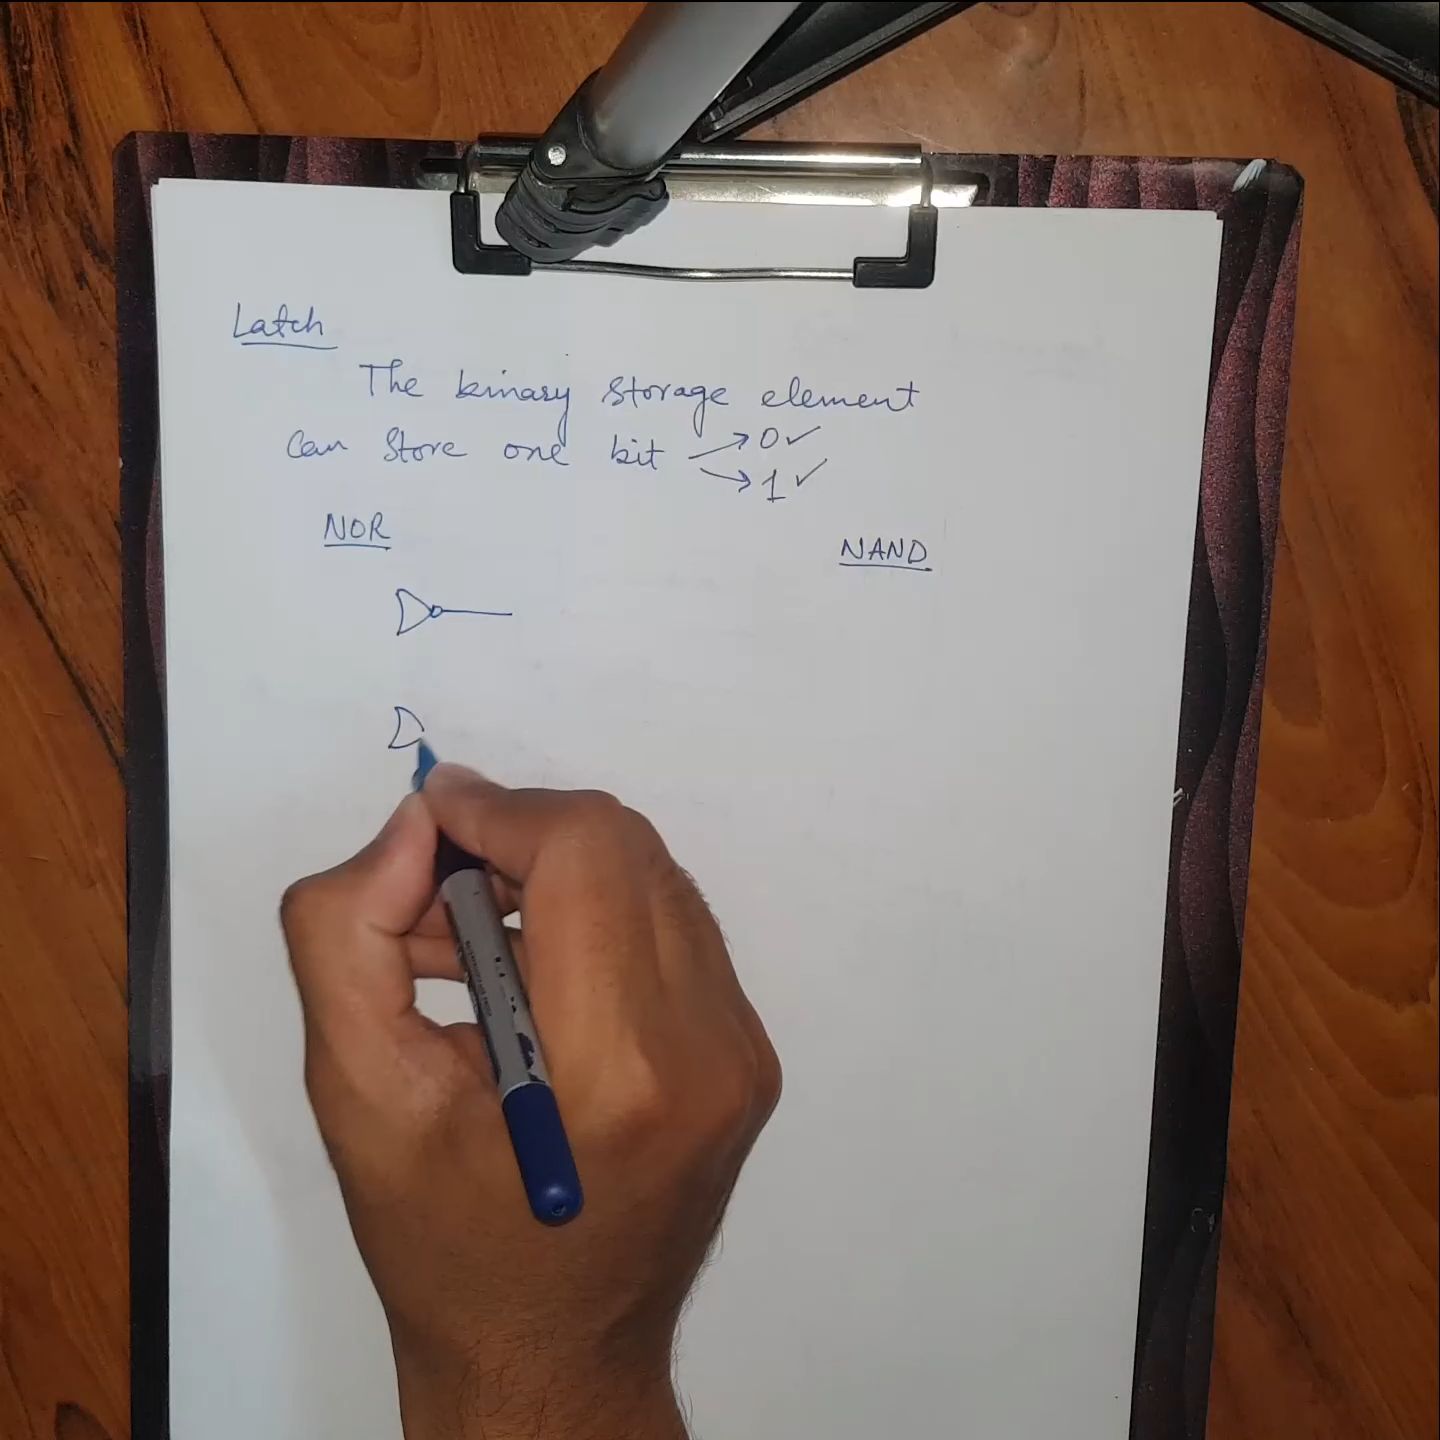 Latch
The binary storage element
Can Store one bit → 0✓
→ 1✓
NOR
NAND